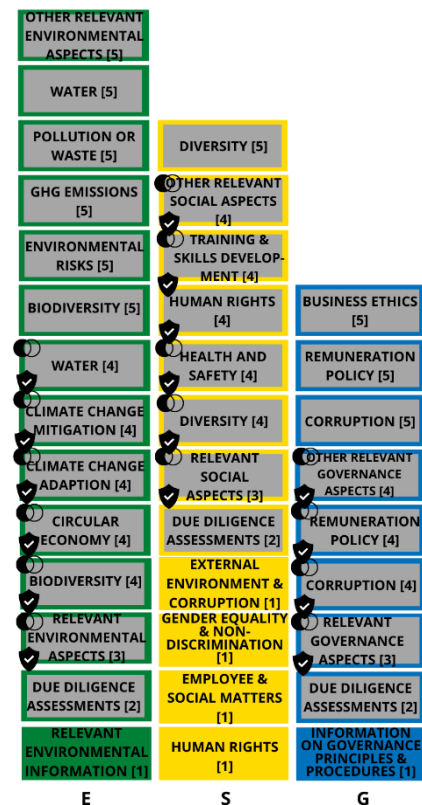 OTHER RELEVANT
ENVIRONMENTAL
ASPECTS [5]
WATER [5]
POLLUTION OR
WASTE [5]
GHG EMISSIONS
[5]
ENVIRONMENTAL
RISKS [5]
BIODIVERSITY [5]
WATER [4]
CLIMATE CHANGE
MITIGATION [4]
CLIMATE CHANGE
ADAPTION [4]
CIRCULAR
ECONOMY [4]
BIODIVERSITY [4]
RELEVANT
ENVIRONMENTAL
ASPECTS [3]
DUE DILIGENCE
ASSESSMENTS [2]
RELEVANT
ENVIRONMENTAL
INFORMATION [1]
E
DIVERSITY [5]
OTHER RELEVANT
SOCIAL ASPECTS
[4]
TRAINING &
SKILLS DEVELOP-
MENT [4]
HUMAN RIGHTS
[4]
HEALTH AND
SAFETY [4]
DIVERSITY [4]
RELEVANT
SOCIAL
ASPECTS [3]
DUE DILIGENCE
ASSESSMENTS [2]
EXTERNAL
ENVIRONMENT &
CORRUPTION [1]
GENDER EQUALITY
& NON-
DISCRIMINATION
[1]
EMPLOYEE &
SOCIAL MATTERS
[1]
HUMAN RIGHTS
[1]
S
BUSINESS ETHICS
[5]
REMUNERATION
POLICY [5]
CORRUPTION [5]
OTHER RELEVANT
GOVERNANCE
ASPECTS [4]
REMUNERATION
POLICY [4]
CORRUPTION [4]
RELEVANT
GOVERNANCE
ASPECTS [3]
DUE DILIGENCE
ASSESSMENTS [2]
INFORMATION
ON GOVERNANCE
PRINCIPLES &
PROCEDURES [1]
G